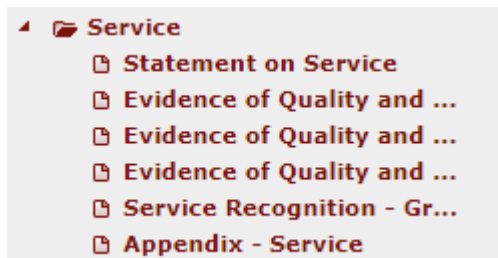 Service
Statement on Service
Evidence of Quality and ...
Evidence of Quality and ...
Evidence of Quality and ...
Service Recognition - Gr...
Appendix - Service